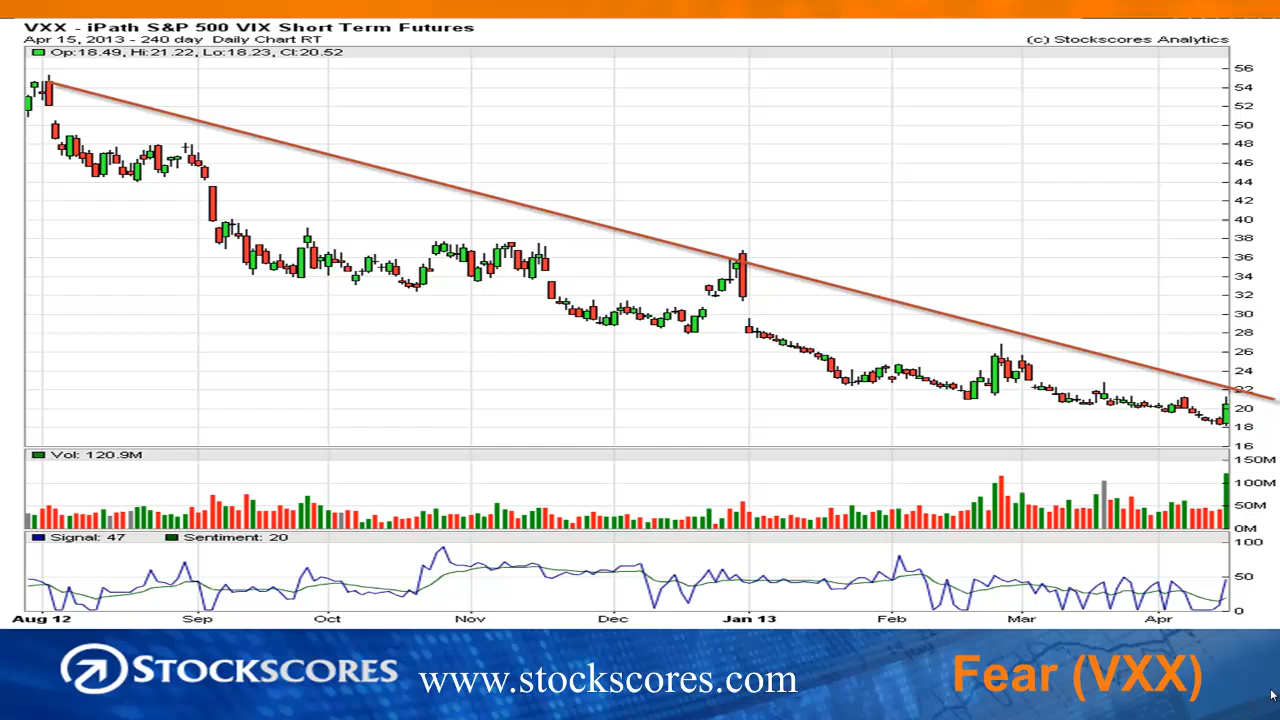 VXX - iPath S&P 500 VIX Short Term Futures
Apr 15, 2013 - 240 day Daily Chart RT
(c) Stockscores Analytics
Op:18.49, Hi:21.22, Lo:18.23, Cl:20.52
56
54
52
50
48
46
44
42
40
38
36
34
32
30
28
26
24
22
20
18
16
Vol: 120.9M
150M
100M
50M
0M
Signal: 47 Sentiment: 20
100
50
0
Aug 12 Sep Oct Nov Dec Jan 13 Feb Mar Apr
STOCKSCORES
www.stockscores.com
Fear (VXX)